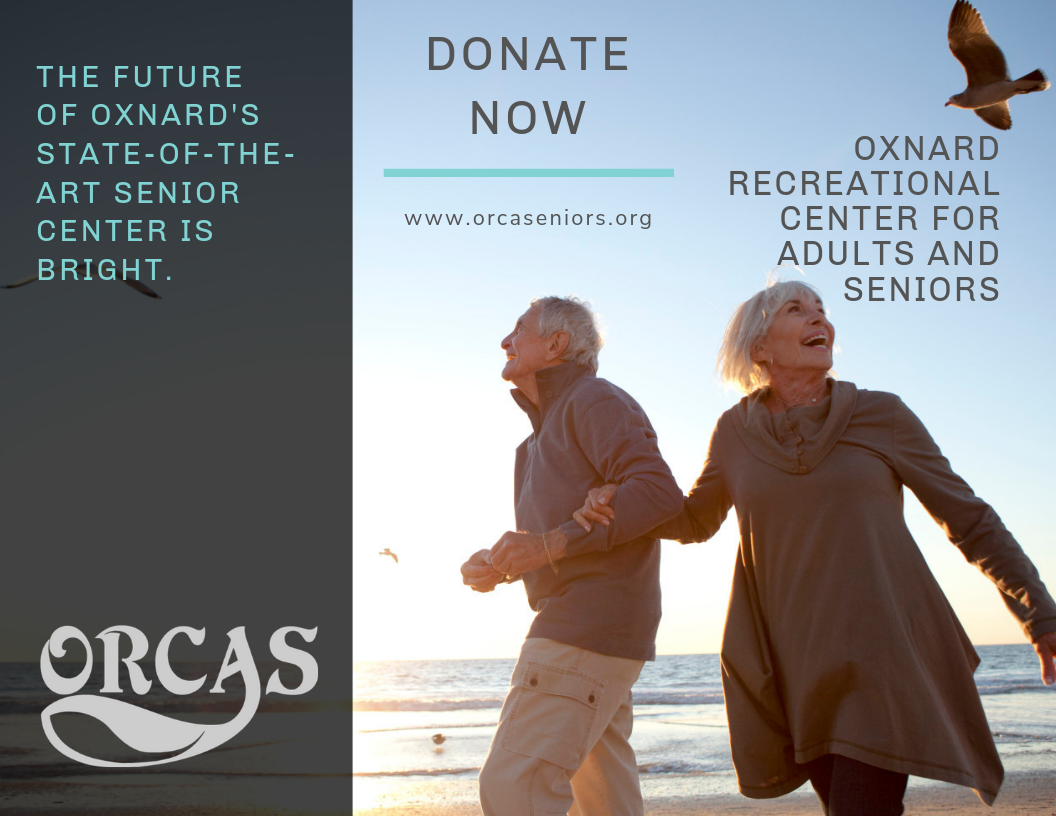 THE FUTURE
OF OXNARD'S
STATE-OF-THE-
ART SENIOR
CENTER IS
BRIGHT.
ORCAS
DONATE
NOW
www.orcaseniors.org
OXNARD
RECREATIONAL
CENTER FOR
ADULTS AND
SENIORS